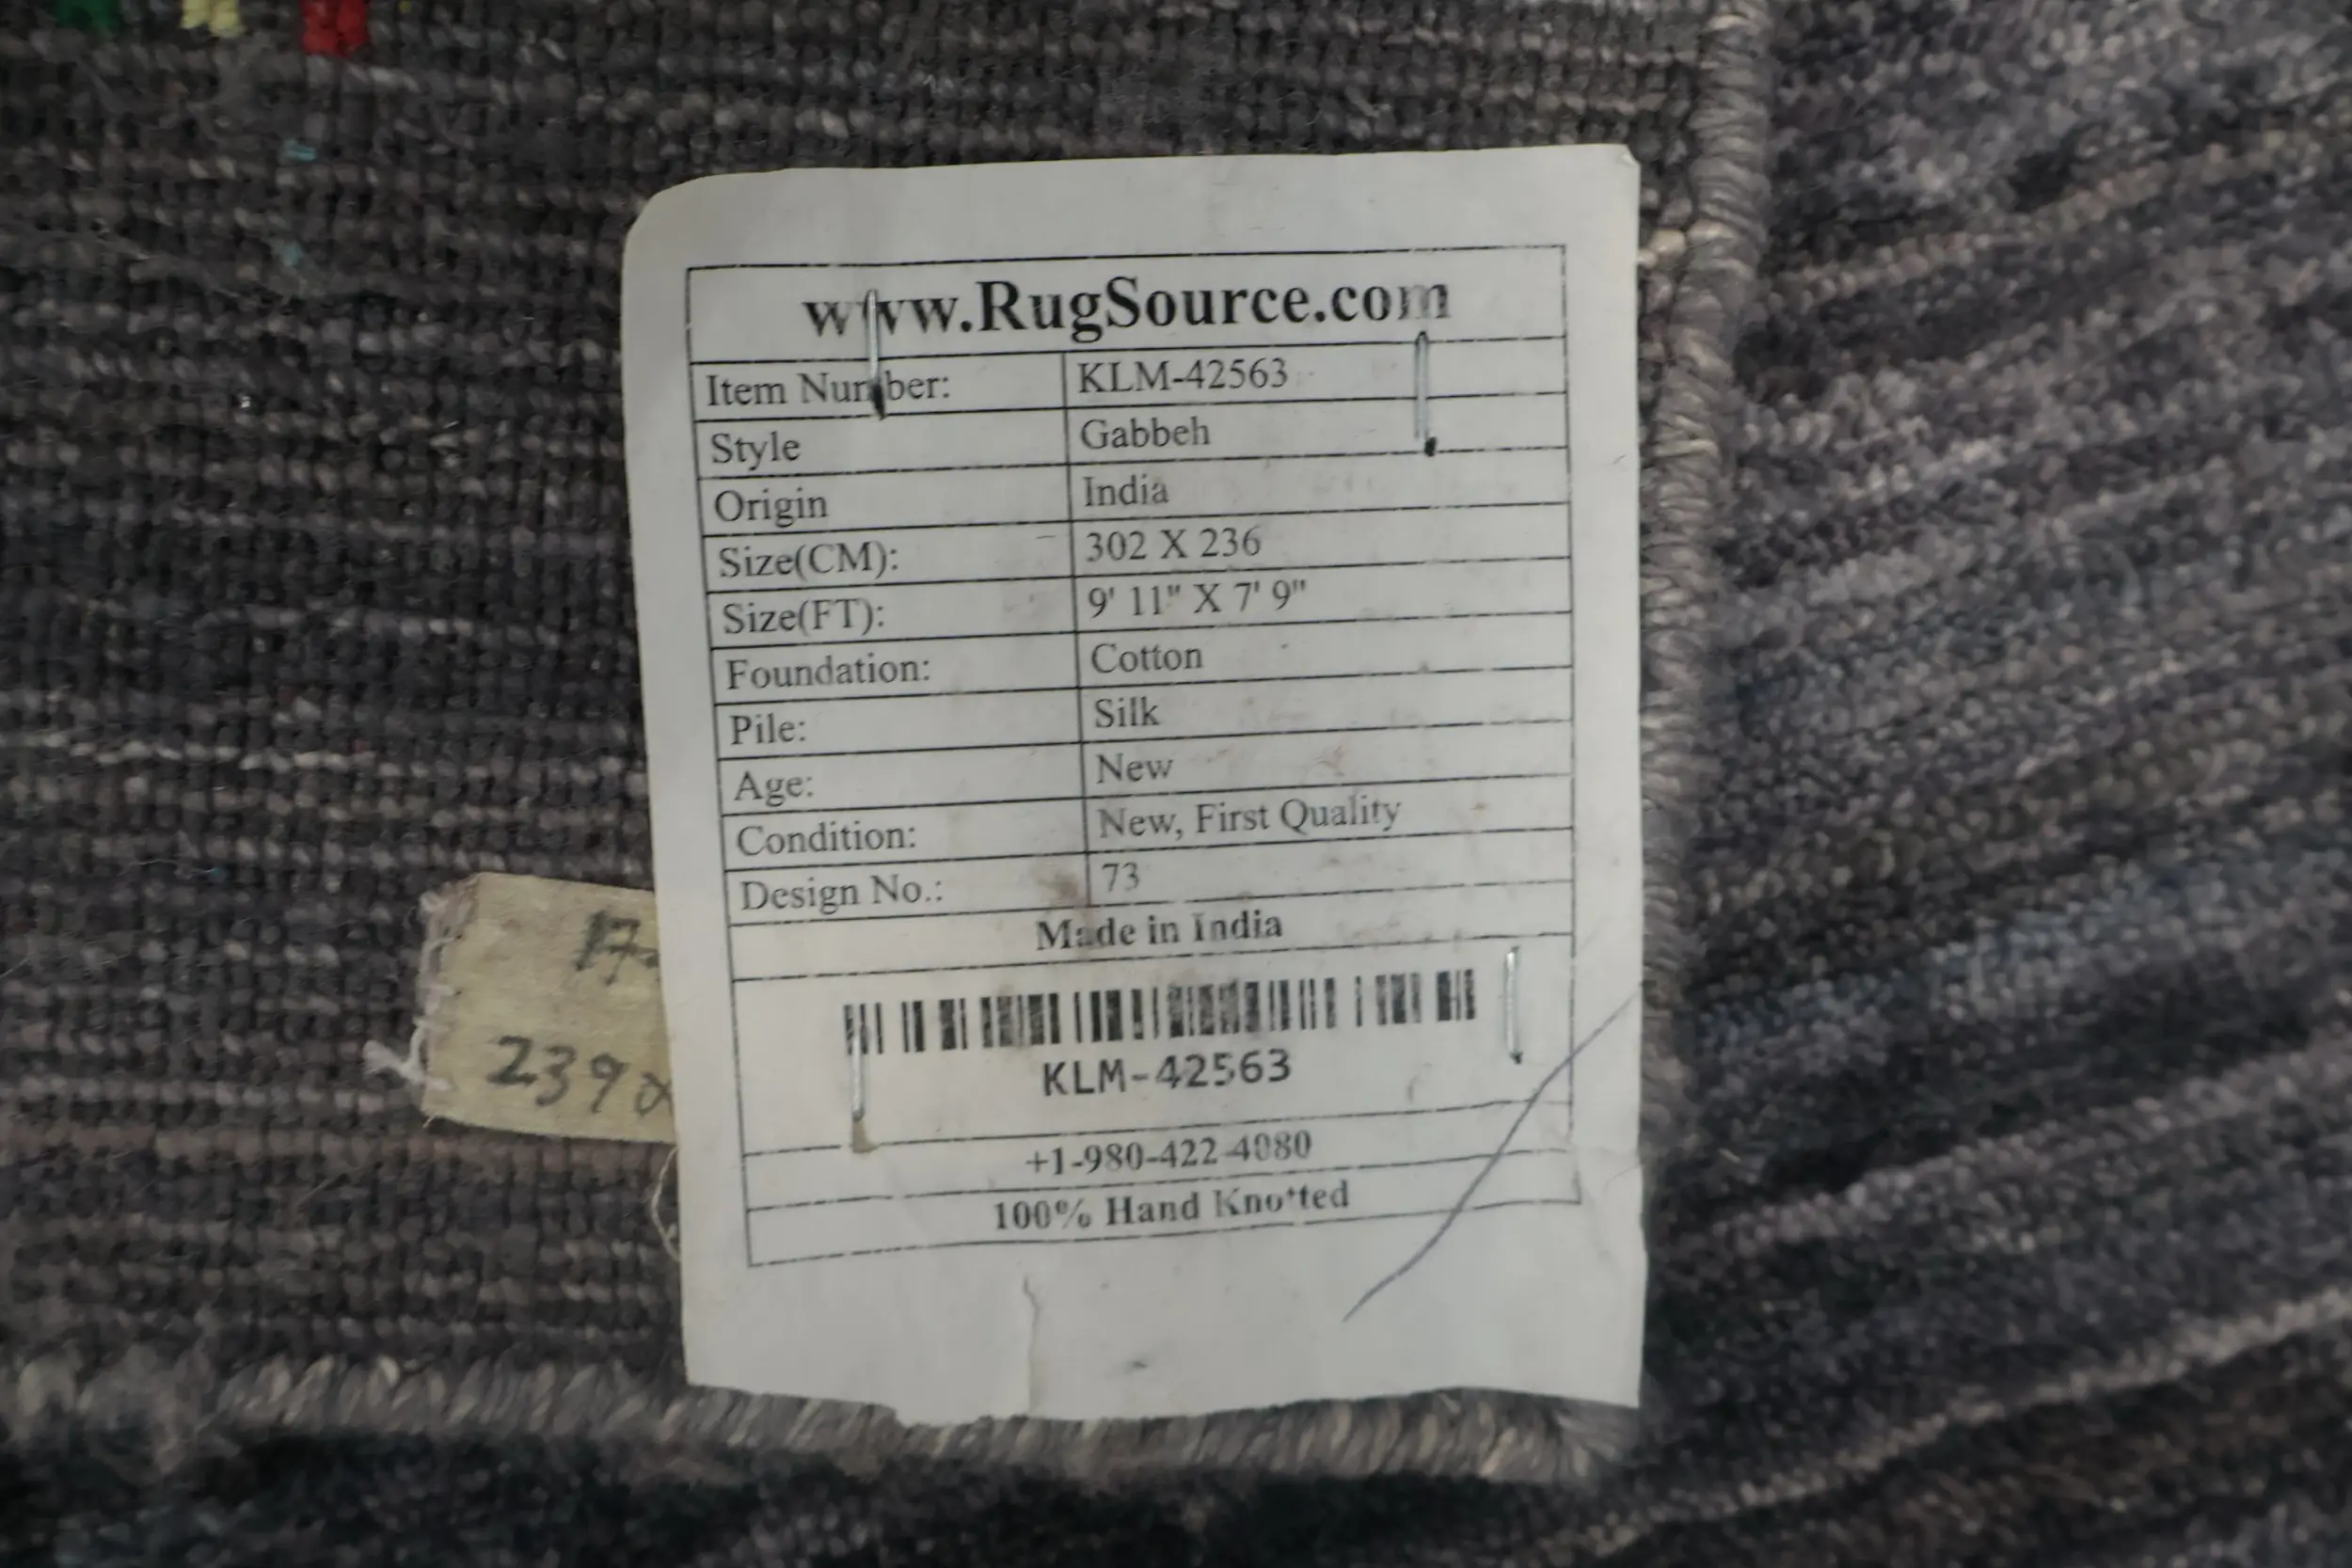 www.RugSource.com
Item Number: KLM-42563
Style Gabbeh
Origin India
Size(CM): 302 X 236
Size(FT): 9' 11" X 7' 9"
Foundation: Cotton
Pile: Silk
Age: New
Condition: New, First Quality
Design No.: 73
Made in India
KLM-42563
+1-980-422-4080
100% Hand Knotted
17
239x